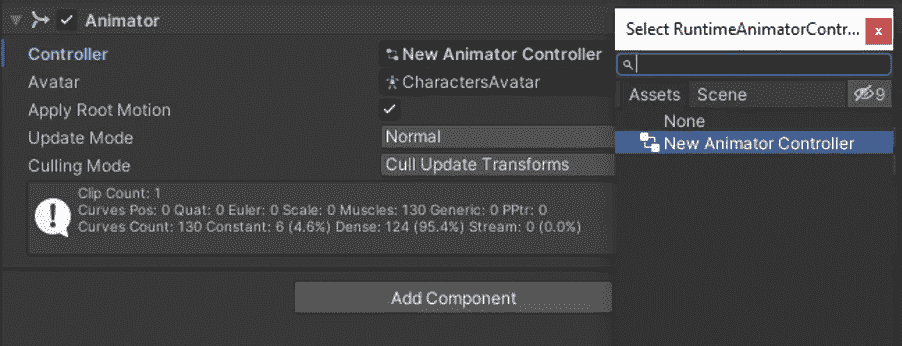 Animator
Controller
New Animator Controller
Avatar
CharactersAvatar
Apply Root Motion
Update Mode
Normal
Culling Mode
Cull Update Transforms
Clip Count: 1
Curves Pos: 0 Quat: 0 Euler: 0 Scale: 0 Muscles: 130 Generic: 0 PPtr: 0
Curves Count: 130 Constant: 6 (4.6%) Dense: 124 (95.4%) Stream: 0 (0.0%)
Add Component
Select RuntimeAnimatorContr... x
Assets Scene 9
None
New Animator Controller